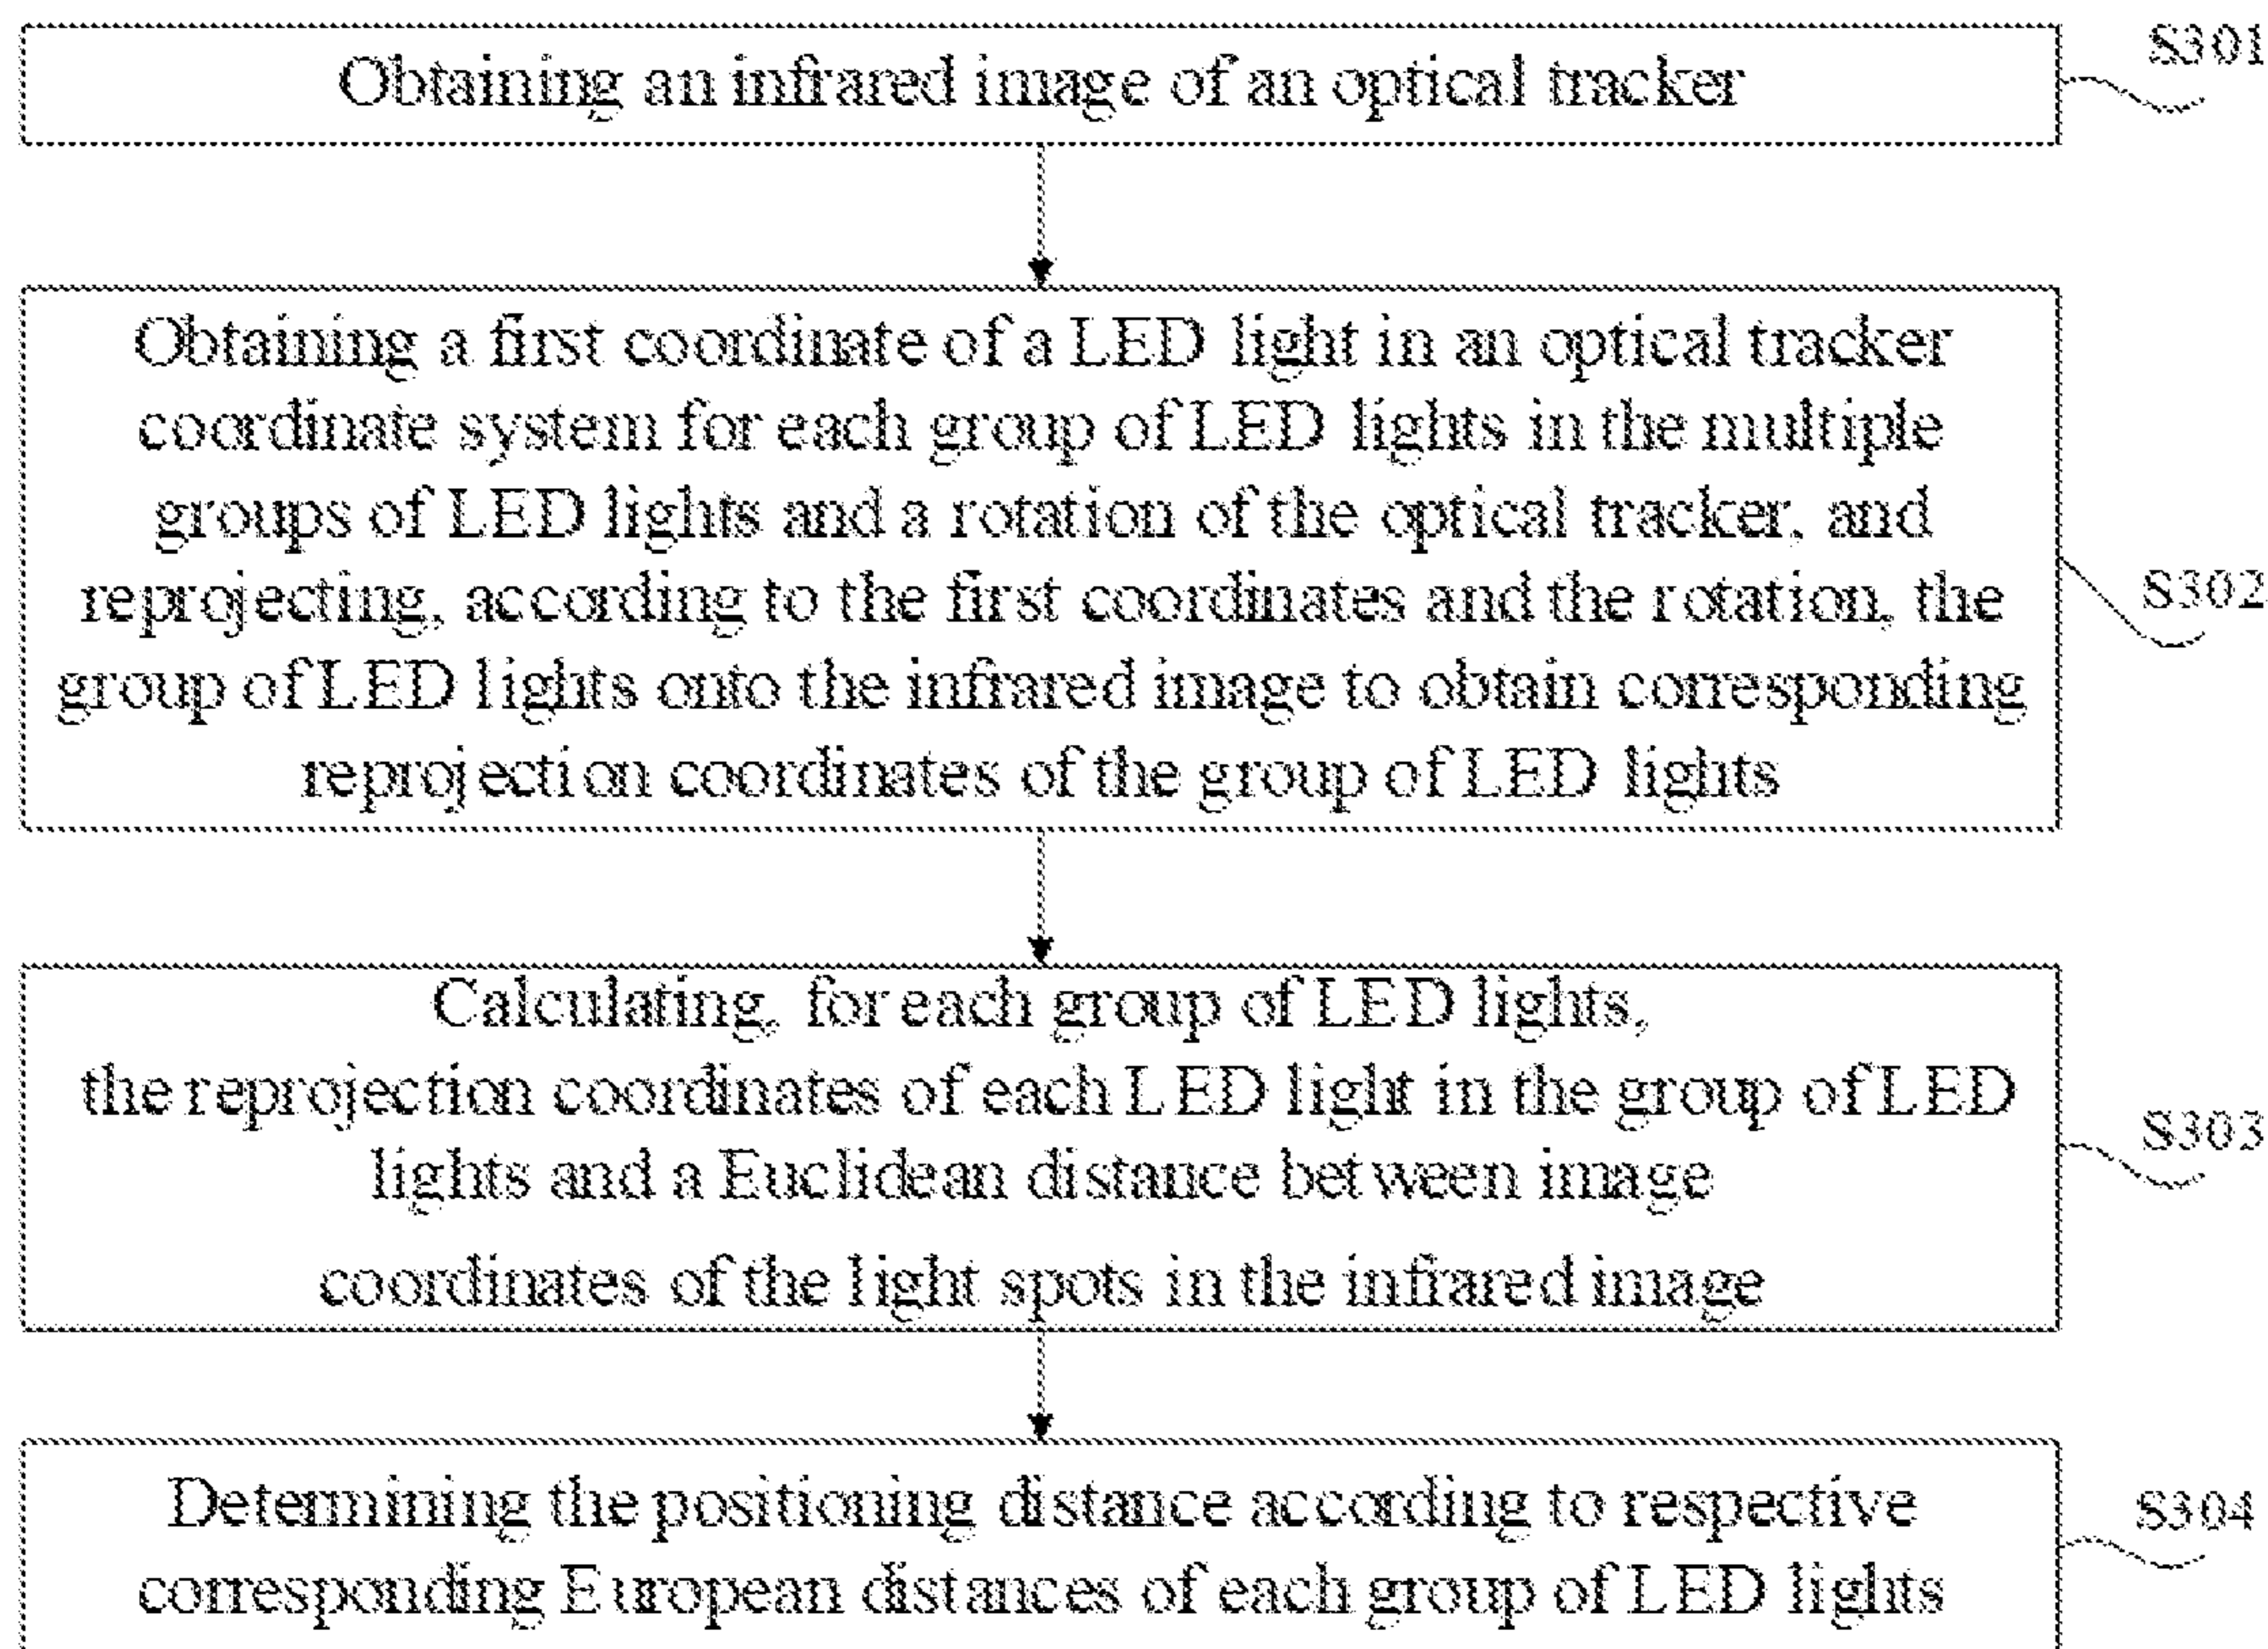 Obtaining an infrared image of an optical tracker
S301
Obtaining a first coordinate of a LED light in an optical tracker
coordinate system for each group of LED lights in the multiple
groups of LED lights and a rotation of the optical tracker, and
reprojecting, according to the first coordinates and the rotation, the
group of LED lights onto the infrared image to obtain corresponding
reprojection coordinates of the group of LED lights
S302
Calculating, for each group of LED lights,
the reprojection coordinates of each LED light in the group of LED
lights and a Euclidean distance between image
coordinates of the light spots in the infrared image
S303
Determining the positioning distance according to respective
corresponding European distances of each group of LED lights
S304